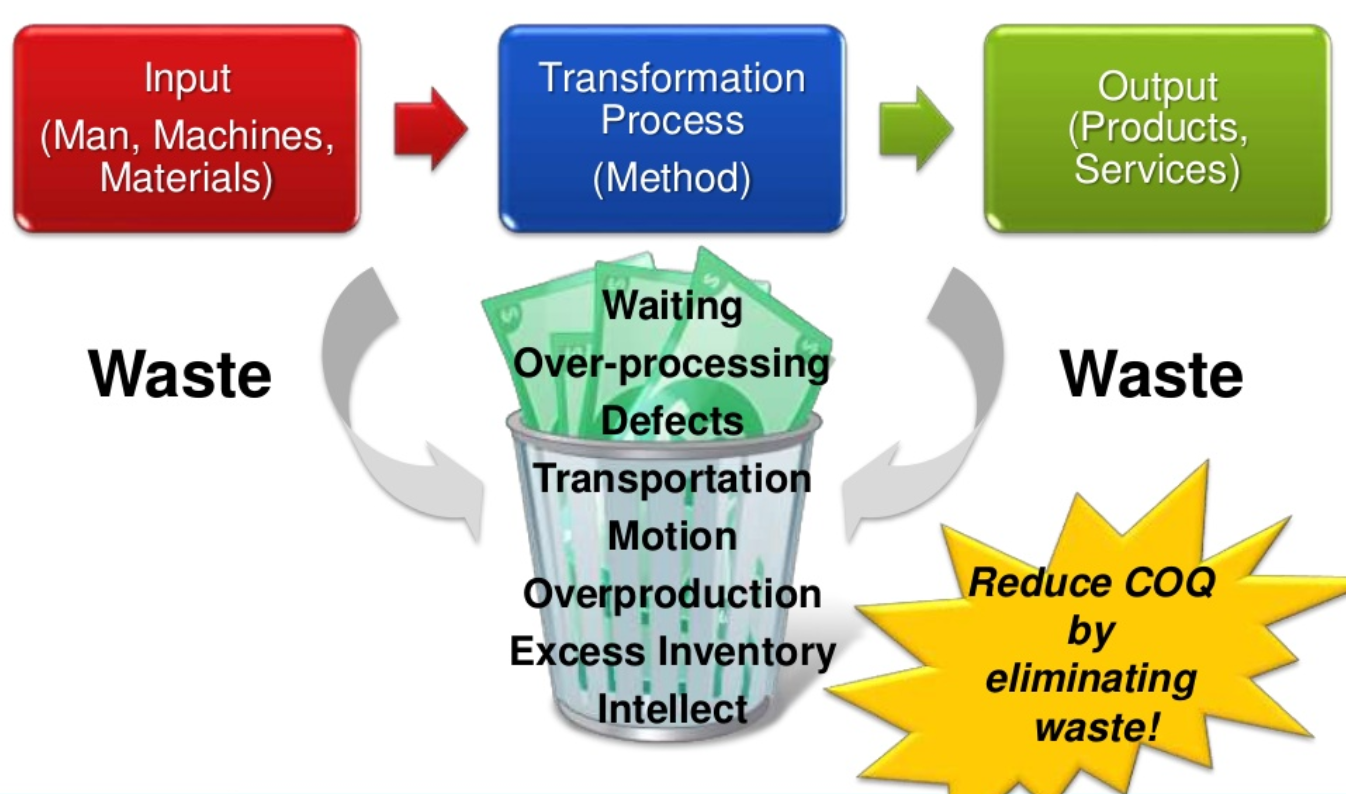 Input
(Man, Machines,
Materials)
Transformation
Process
(Method)
Output
(Products,
Services)
Waste
Waiting
Over-processing
Defects
Transportation
Motion
Overproduction
Excess Inventory
Intellect
Waste
Reduce COQ
by
eliminating
waste!